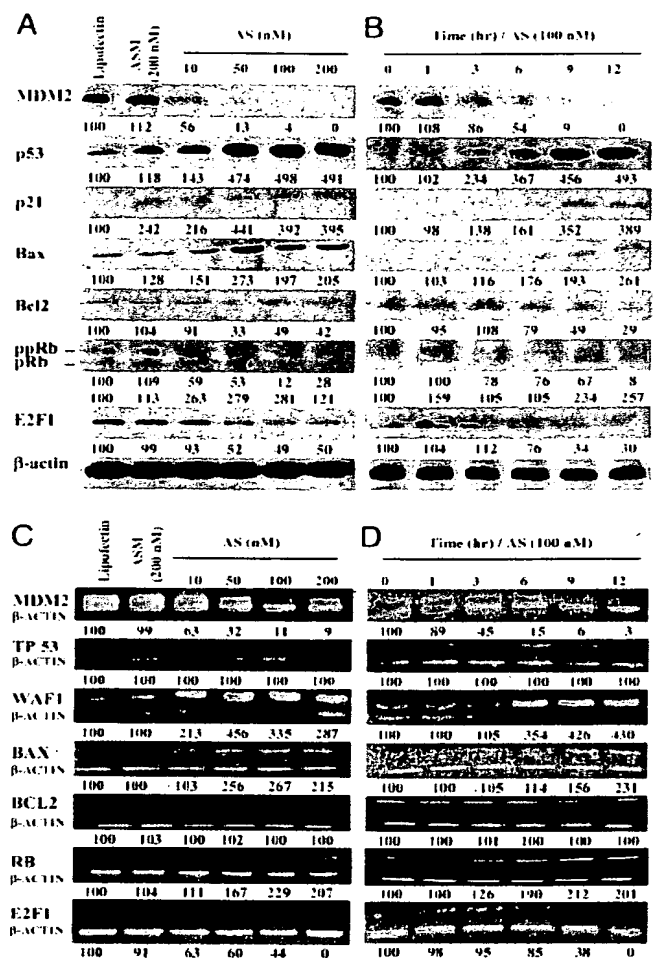 A
Lipofectin
ASM (200 nM)
AS (nM)
10 50 100 200
B
Time (hr) / AS (100 nM)
0 1 3 6 9 12
MDM2
100 112 56 13 4 0
100 108 86 54 9 0
p53
100 118 143 474 498 491
100 102 234 367 456 493
p21
100 242 216 441 392 395
100 98 138 161 352 389
Bax
100 128 151 273 197 205
100 103 116 176 193 261
Bcl2
100 104 91 33 49 42
100 95 108 79 49 29
ppRb
pRb
100 109 59 53 12 28
100 100 78 76 67 8
100 113 263 279 281 121
100 159 105 105 234 257
E2F1
100 99 93 52 49 50
100 104 112 76 34 30
β-actin
C
Lipofectin
ASM (200 nM)
AS (nM)
10 50 100 200
D
Time (hr) / AS (100 nM)
0 1 3 6 9 12
MDM2
β-ACTIN
100 99 63 32 11 9
100 89 45 15 6 3
TP 53
β-ACTIN
100 100 100 100 100 100
100 100 100 100 100 100
WAF1
β-ACTIN
100 100 213 456 335 287
100 100 105 354 426 430
BAX
β-ACTIN
100 100 103 256 267 215
100 100 105 114 156 231
BCL2
β-ACTIN
100 103 100 102 100 100
100 100 101 100 100 100
RB
β-ACTIN
100 104 111 167 229 207
100 100 126 190 212 201
E2F1
β-ACTIN
100 91 63 60 44 0
100 98 95 85 38 0